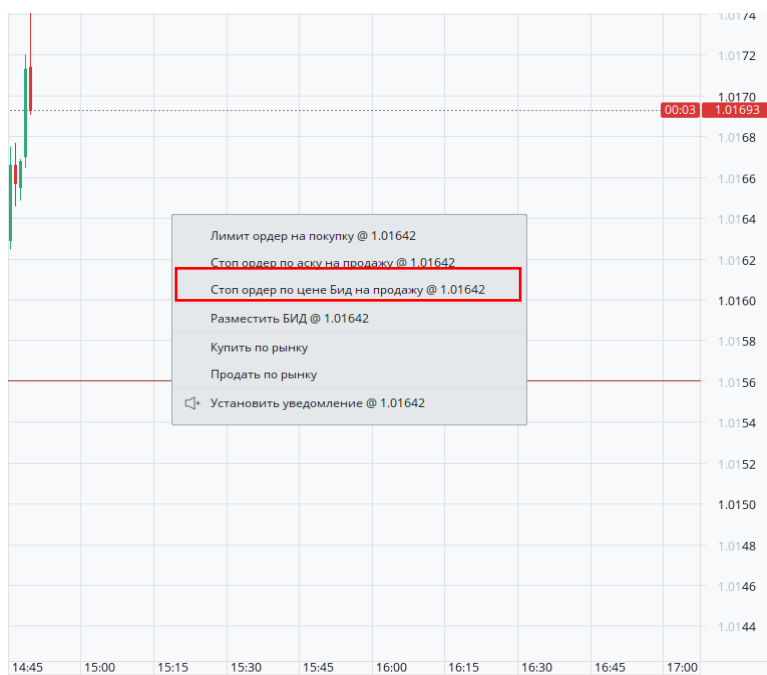 1.0174
1.0172
1.0170
00:03 1.01693
1.0168
1.0166
1.0164
Лимит ордер на покупку @ 1.01642
Стоп ордер по аску на продажу @ 1.01642
1.0162
Стоп ордер по цене Бид на продажу @ 1.01642
1.0160
Разместить БИД @ 1.01642
1.0158
Купить по рынку
Продать по рынку
1.0156
Установить уведомление @ 1.01642
1.0154
1.0152
1.0150
1.0148
1.0146
1.0144
14:45 15:00 15:15 15:30 15:45 16:00 16:15 16:30 16:45 17:00